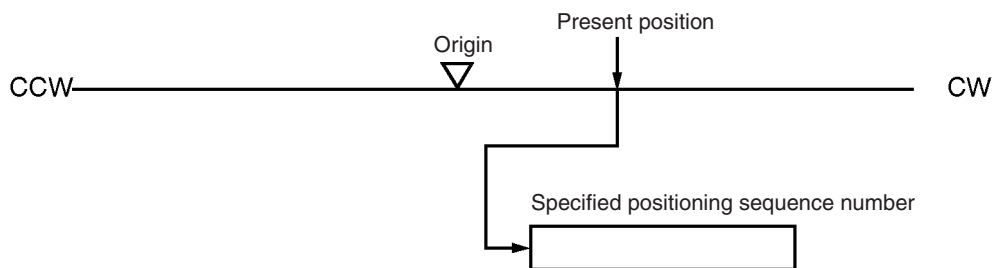 Present position
Origin
CCW
CW
Specified positioning sequence number